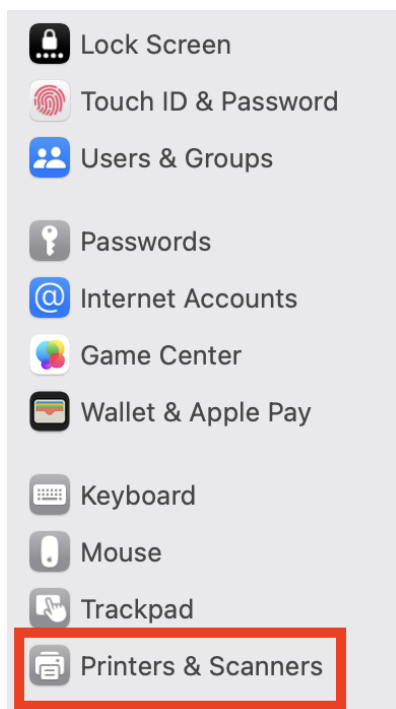 Lock Screen
Touch ID & Password
Users & Groups
Passwords
Internet Accounts
Game Center
Wallet & Apple Pay
Keyboard
Mouse
Trackpad
Printers & Scanners